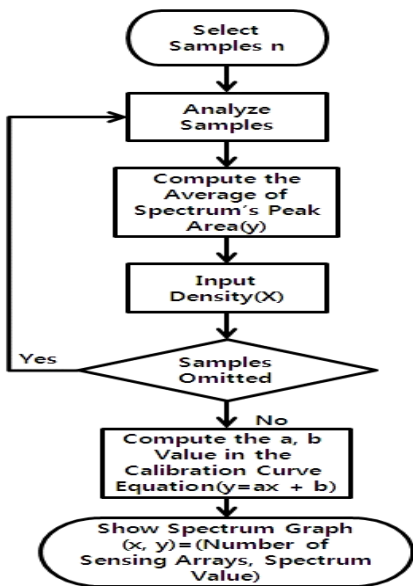 Select
Samples n
Analyze
Samples
Compute the
Average of
Spectrum's Peak
Area(y)
Input
Density(X)
Yes
Samples
Omitted
No
Compute the a, b
Value in the
Calibration Curve
Equation(y=ax + b)
Show Spectrum Graph
(x, y)=(Number of
Sensing Arrays, Spectrum
Value)